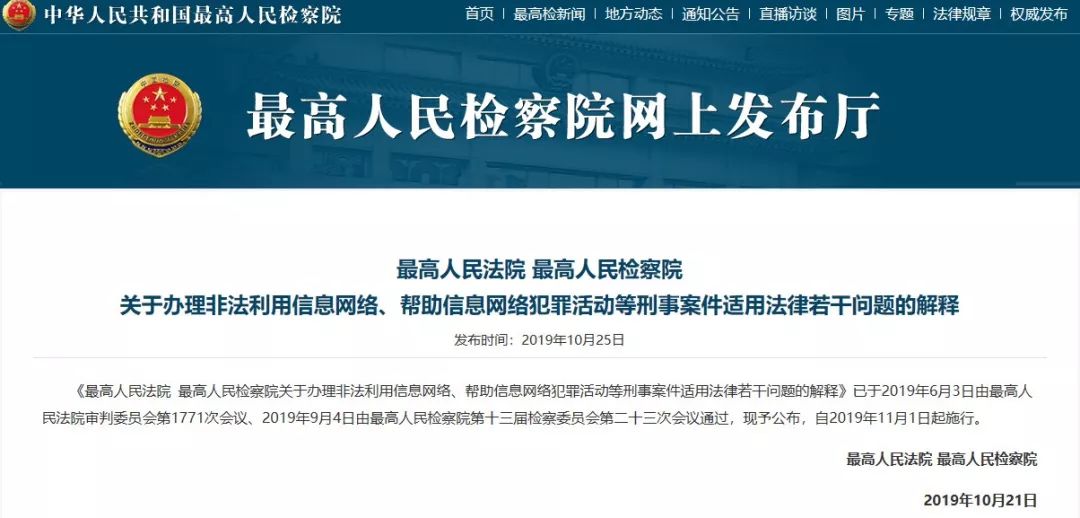 中华人民共和国最高人民检察院
首页 | 最高检新闻 | 地方动态 | 通知公告 | 直播访谈 | 图片 | 专题 | 法律规章 | 权威发布
最高人民检察院网上发布厅
最高人民法院 最高人民检察院
关于办理非法利用信息网络、帮助信息网络犯罪活动等刑事案件适用法律若干问题的解释
发布时间：2019年10月25日
《最高人民法院 最高人民检察院关于办理非法利用信息网络、帮助信息网络犯罪活动等刑事案件适用法律若干问题的解释》已于2019年6月3日由最高人
民法院审判委员会第1771次会议、2019年9月4日由最高人民检察院第十三届检察委员会第二十三次会议通过，现予公布，自2019年11月1日起施行。
最高人民法院 最高人民检察院
2019年10月21日